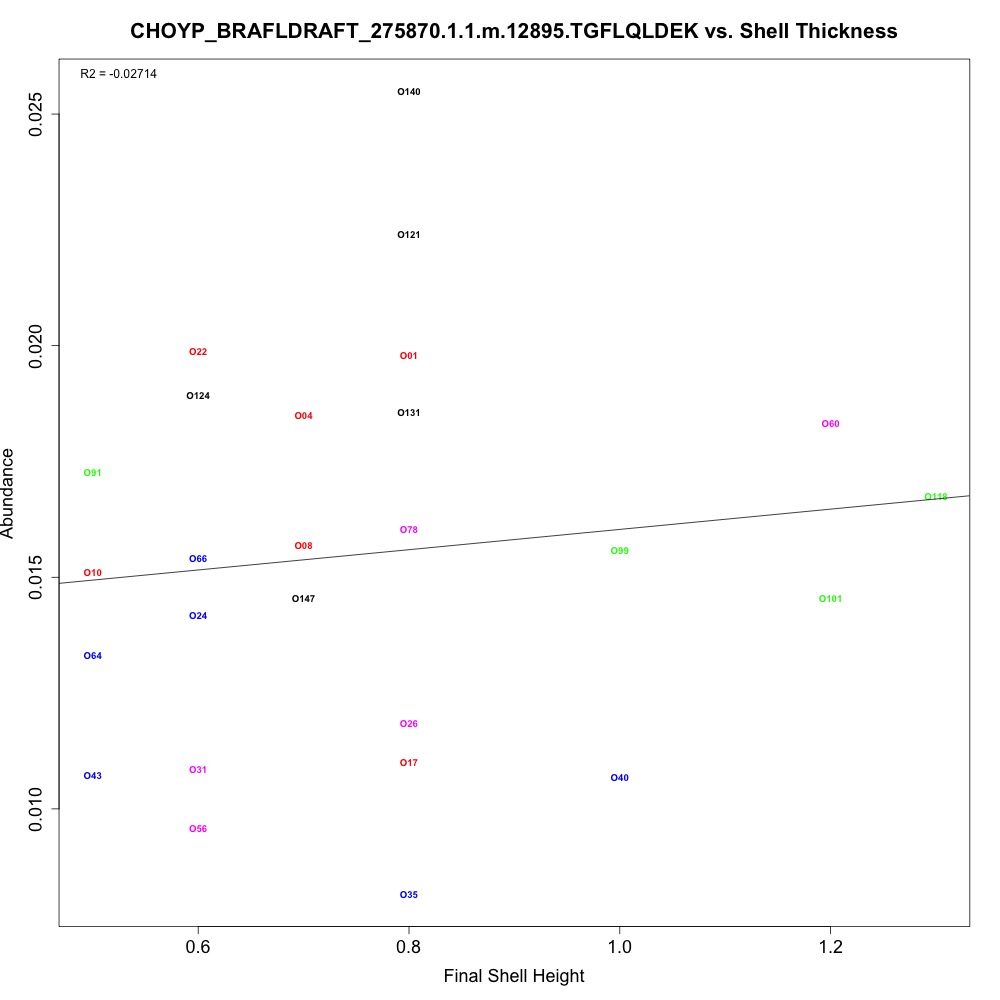 CHOYP_BRAFLDRAFT_275870.1.1.m.12895.TGFLQLDEK vs. Shell Thickness
R2 = -0.02714
O140
O121
O22
O01
O124
O131
O04
O60
O91
O118
O78
O08
O99
O66
O10
O147
O101
O24
O64
O26
O17
O31
O43
O40
O56
O35
0.025
0.020
0.015
0.010
Abundance
0.6 0.8 1.0 1.2
Final Shell Height